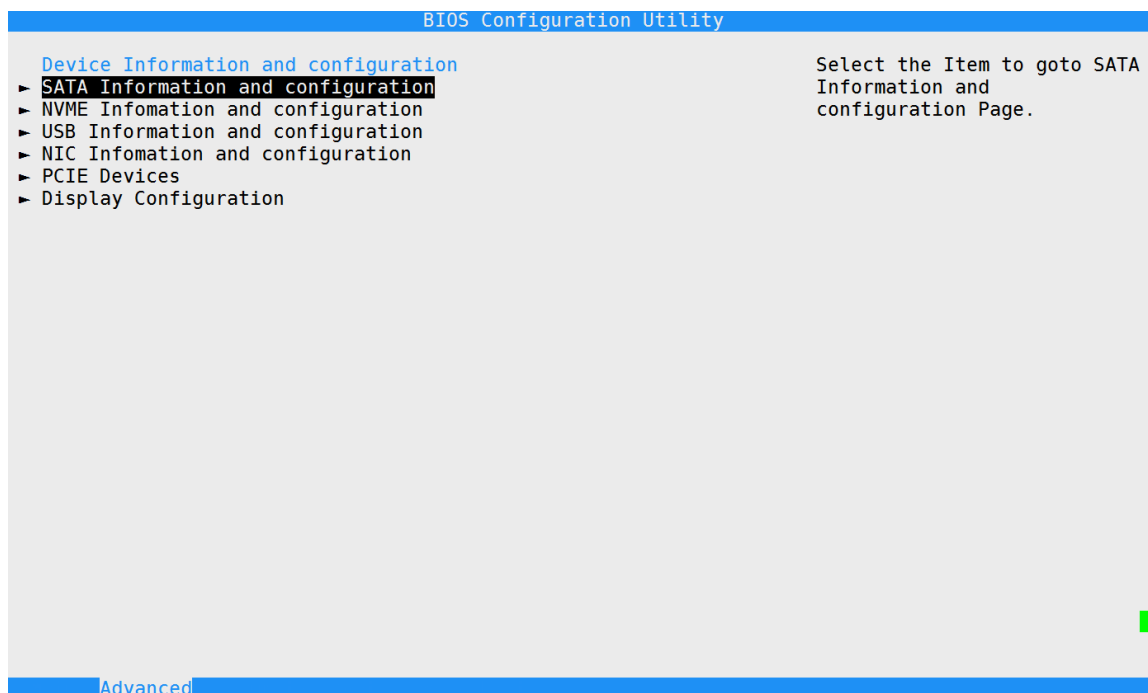 BIOS Configuration Utility
Device Information and configuration
► SATA Information and configuration
► NVME Infomation and configuration
► USB Information and configuration
► NIC Infomation and configuration
► PCIE Devices
► Display Configuration
Select the Item to goto SATA
Information and
configuration Page.
Advanced